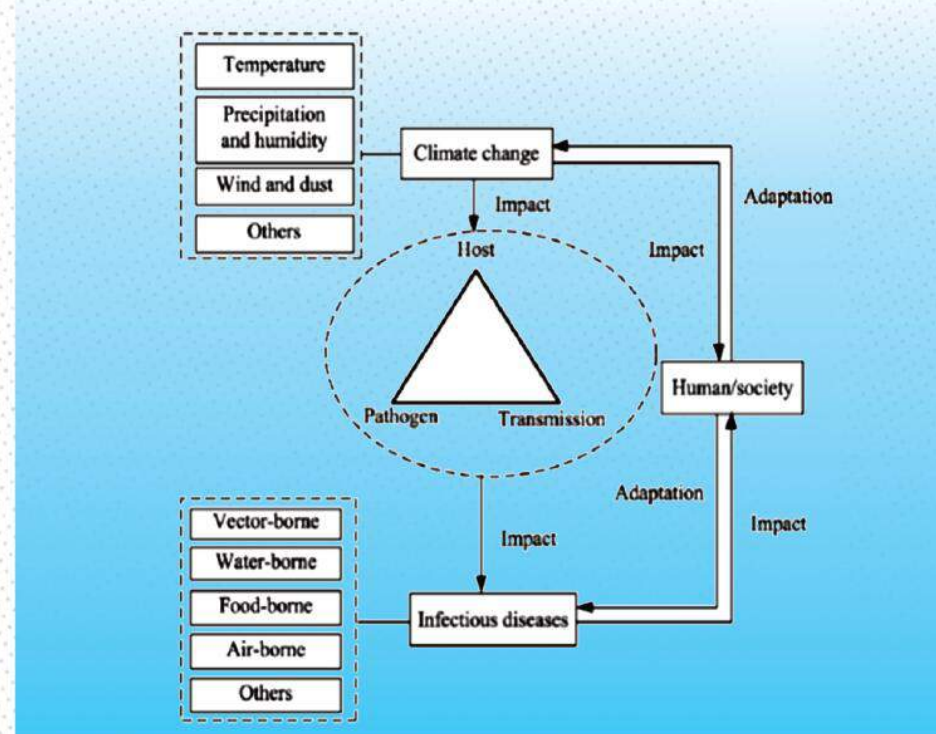 Temperature
Precipitation
and humidity
Wind and dust
Others
Climate change
Impact
Adaptation
Impact
Host
Pathogen
Transmission
Human/society
Adaptation
Impact
Impact
Vector-borne
Water-borne
Food-borne
Air-borne
Others
Infectious diseases